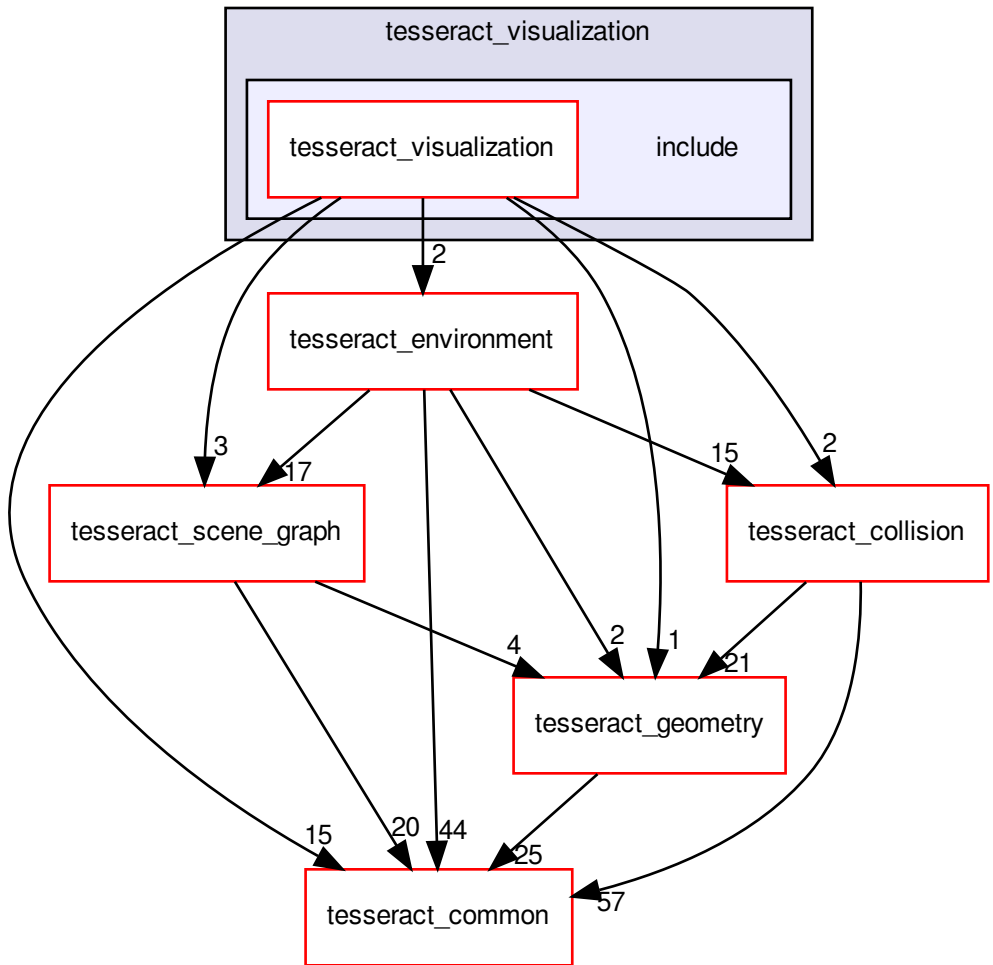 tesseract_visualization
tesseract_visualization
include
2
tesseract_environment
3
17
15
2
tesseract_scene_graph
tesseract_collision
4
2
1
21
tesseract_geometry
15
20
44
25
57
tesseract_common